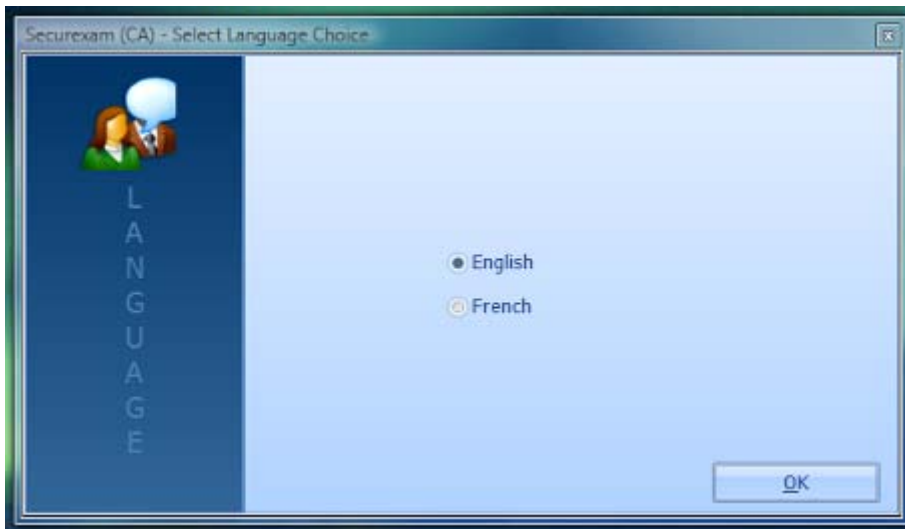 Securexam (CA) - Select Language Choice
L
A
N
G
U
A
G
E
English
French
OK